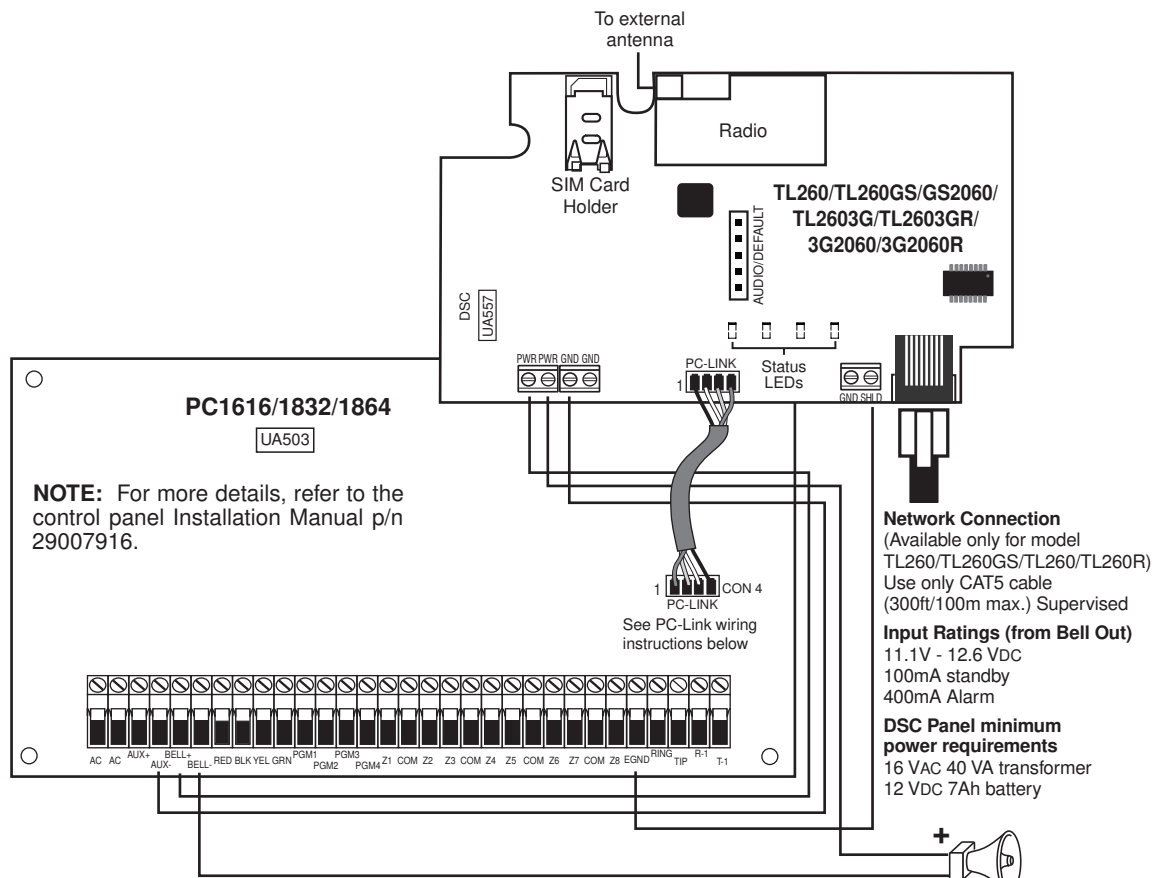 To external
antenna
Radio
SIM Card
Holder
TL260/TL260GS/GS2060/
TL2603G/TL2603GR/
3G2060/3G2060R
AUDIO/DEFAULT
DSC
UA557
PWR PWR GND GND
PC-LINK
1
Status
LEDs
GND SHLD
PC1616/1832/1864
UA503
NOTE: For more details, refer to the
control panel Installation Manual p/n
29007916.
1 CON 4
PC-LINK
See PC-Link wiring
instructions below
Network Connection
(Available only for model
TL260/TL260GS/TL260/TL260R)
Use only CAT5 cable
(300ft/100m max.) Supervised
Input Ratings (from Bell Out)
11.1V - 12.6 VDC
100mA standby
400mA Alarm
DSC Panel minimum
power requirements
16 VAC 40 VA transformer
12 VDC 7Ah battery
AC AC AUX+ AUX- BELL+ BELL- RED BLK YEL GRN PGM1 PGM2 PGM3 PGM4 Z1 COM Z2 Z3 COM Z4 Z5 COM Z6 Z7 COM Z8 EGND RING TIP R-1 T-1
+